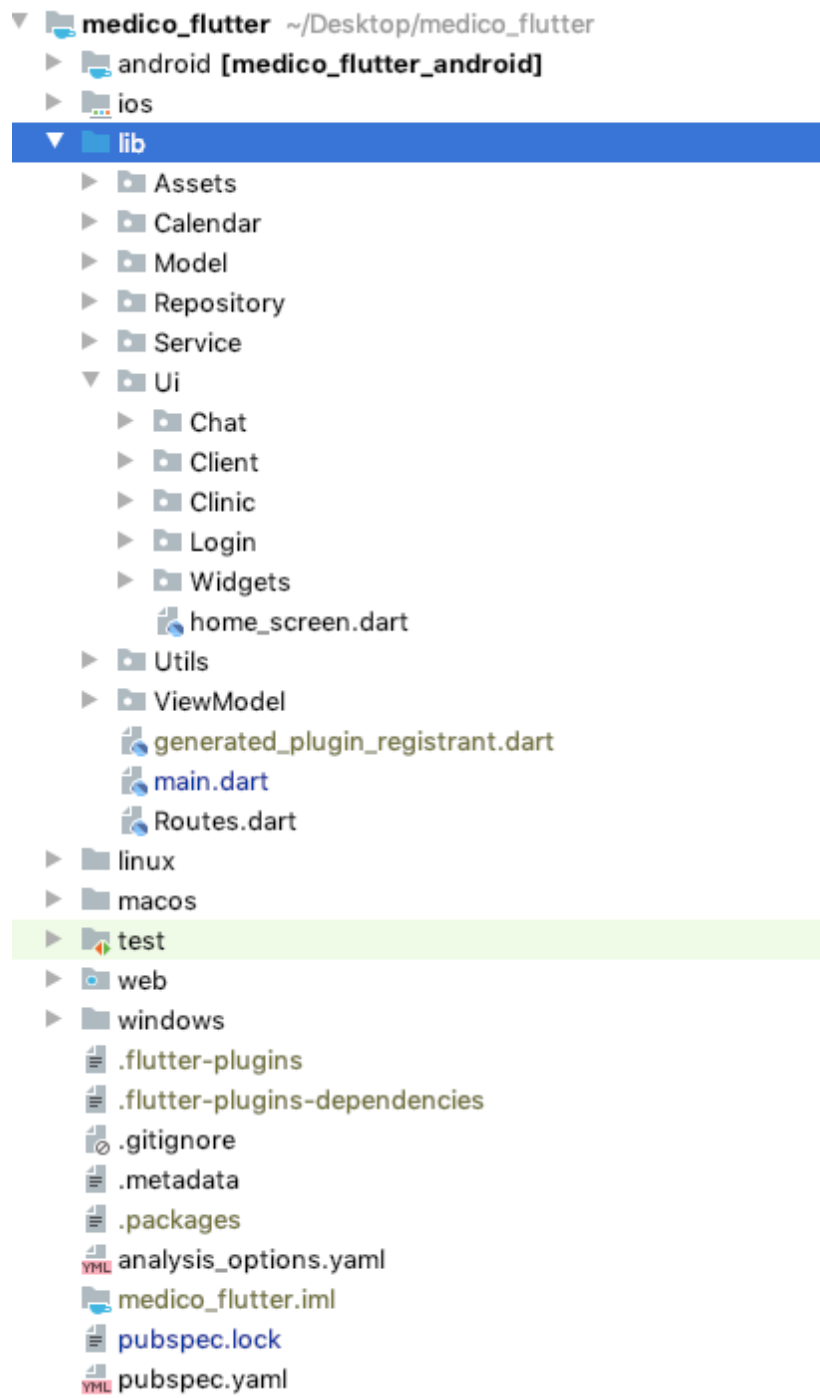 medico_flutter ~/Desktop/medico_flutter
android [medico_flutter_android]
ios
lib
Assets
Calendar
Model
Repository
Service
Ui
Chat
Client
Clinic
Login
Widgets
home_screen.dart
Utils
ViewModel
generated_plugin_registrant.dart
main.dart
Routes.dart
linux
macos
test
web
windows
.flutter-plugins
.flutter-plugins-dependencies
.gitignore
.metadata
.packages
YML analysis_options.yaml
medico_flutter.iml
pubspec.lock
YML pubspec.yaml